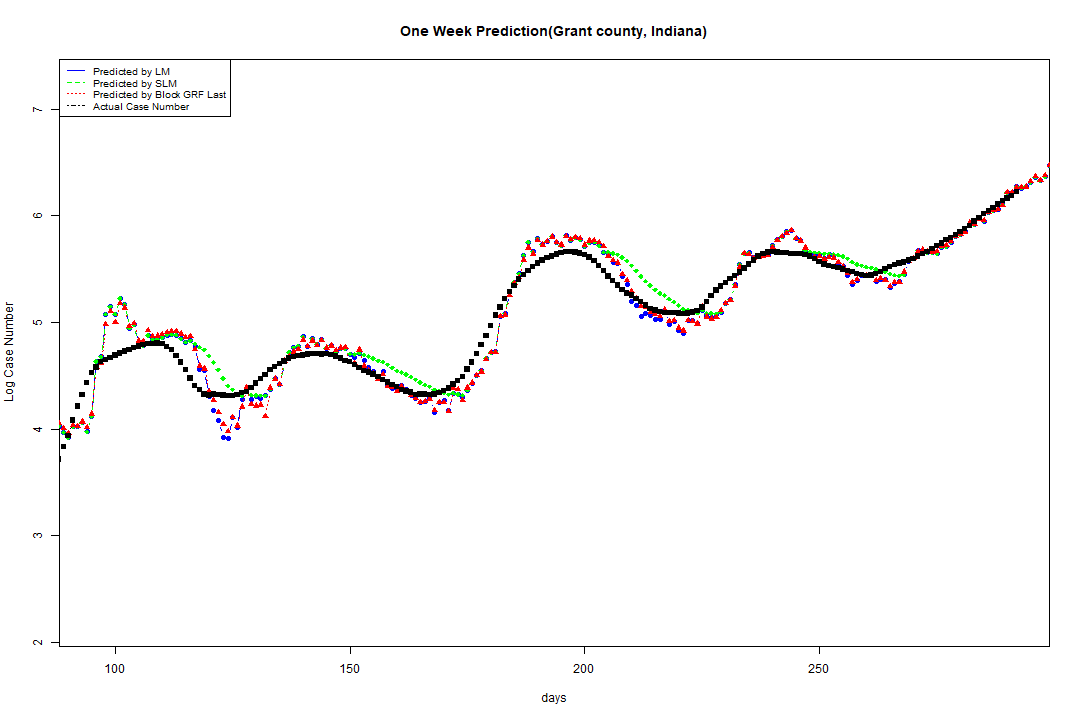 One Week Prediction(Grant county, Indiana)
Predicted by LM
Predicted by SLM
Predicted by Block GRF Last
Actual Case Number
7
6
5
4
3
2
Log Case Number
100 150 200 250
days